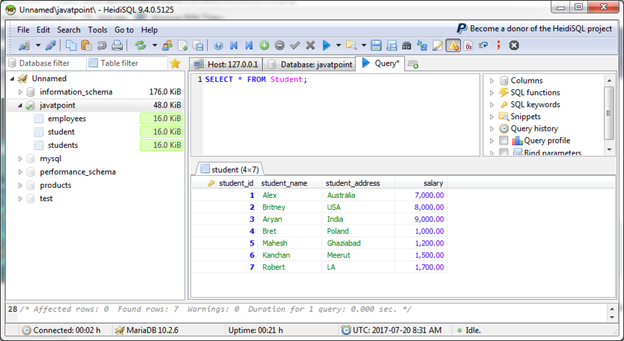 Unnamed\javatpoint\ - HeidiSQL 9.4.0.5125
File Edit Search Tools Go to Help
Become a donor of the HeidiSQL project
Database filter Table filter
Host: 127.0.0.1 Database: javatpoint Query*
Unnamed
information_schema 176.0 KiB
javatpoint 48.0 KiB
employees 16.0 KiB
student 16.0 KiB
students 16.0 KiB
mysql
performance_schema
products
test
1 SELECT * FROM Student;
Columns
SQL functions
SQL keywords
Snippets
Query history
Query profile
Bind parameters
student (4×7)
student_id student_name student_address salary
1 Alex Australia 7,000.00
2 Britney USA 8,000.00
3 Aryan India 9,000.00
4 Bret Poland 1,000.00
5 Mahesh Ghaziabad 1,200.00
6 Kanchan Meerut 1,500.00
7 Robert LA 1,700.00
28 /* Affected rows: 0 Found rows: 7 Warnings: 0 Duration for 1 query: 0.000 sec. */
Connected: 00:02 h MariaDB 10.2.6 Uptime: 00:21 h UTC: 2017-07-20 8:31 AM Idle.